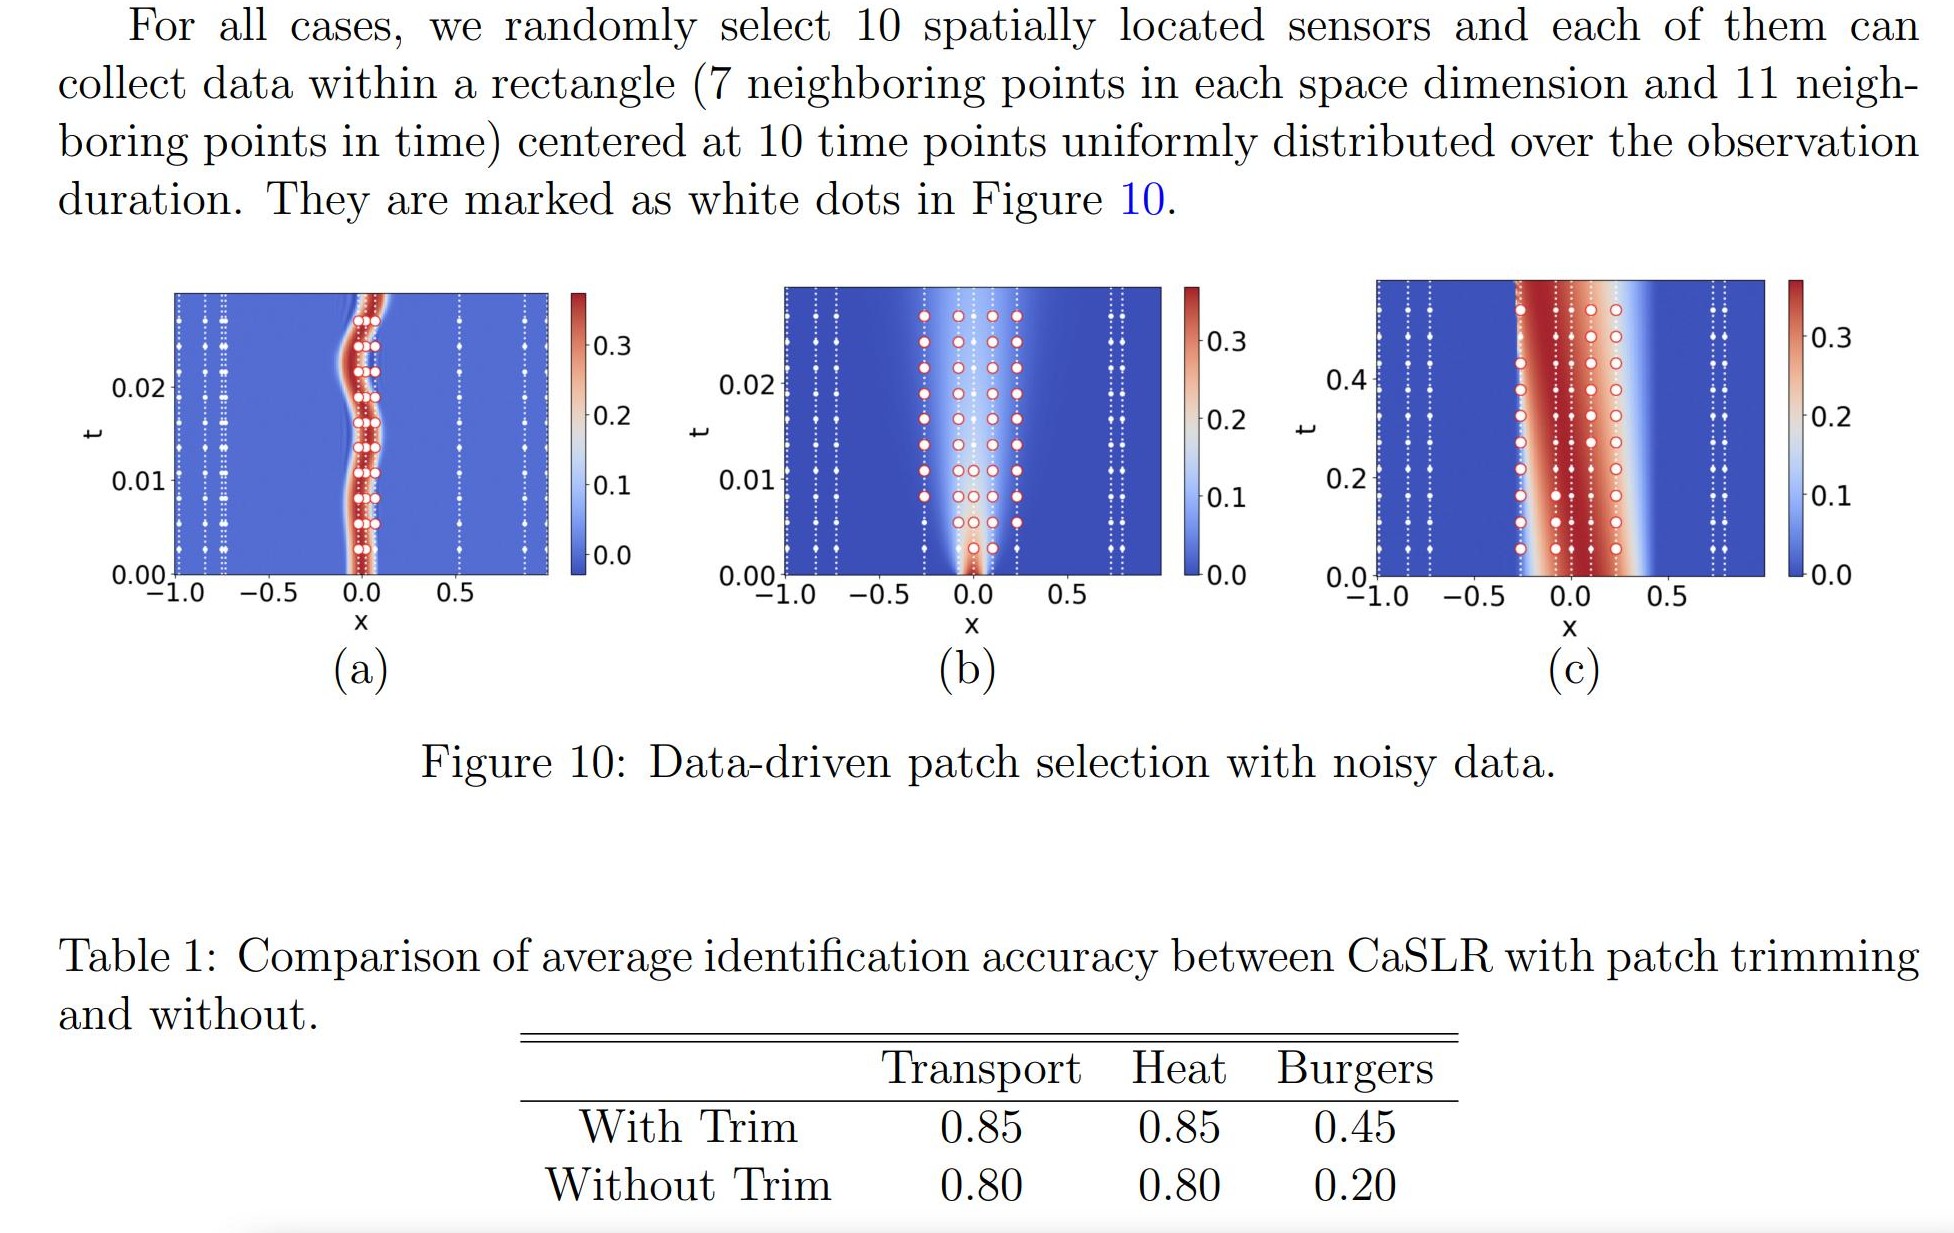 For all cases, we randomly select 10 spatially located sensors and each of them can
collect data within a rectangle (7 neighboring points in each space dimension and 11 neigh-
boring points in time) centered at 10 time points uniformly distributed over the observation
duration. They are marked as white dots in Figure 10.
t
0.02
0.01
0.00
−1.0 −0.5 0.0 0.5
x
0.3
0.2
0.1
0.0
(a)
t
0.02
0.01
0.00
−1.0 −0.5 0.0 0.5
x
0.3
0.2
0.1
0.0
(b)
t
0.4
0.2
0.0
−1.0 −0.5 0.0 0.5
x
0.3
0.2
0.1
0.0
(c)
Figure 10: Data-driven patch selection with noisy data.
Table 1: Comparison of average identification accuracy between CaSLR with patch trimming
and without.
Transport Heat Burgers
With Trim 0.85 0.85 0.45
Without Trim 0.80 0.80 0.20